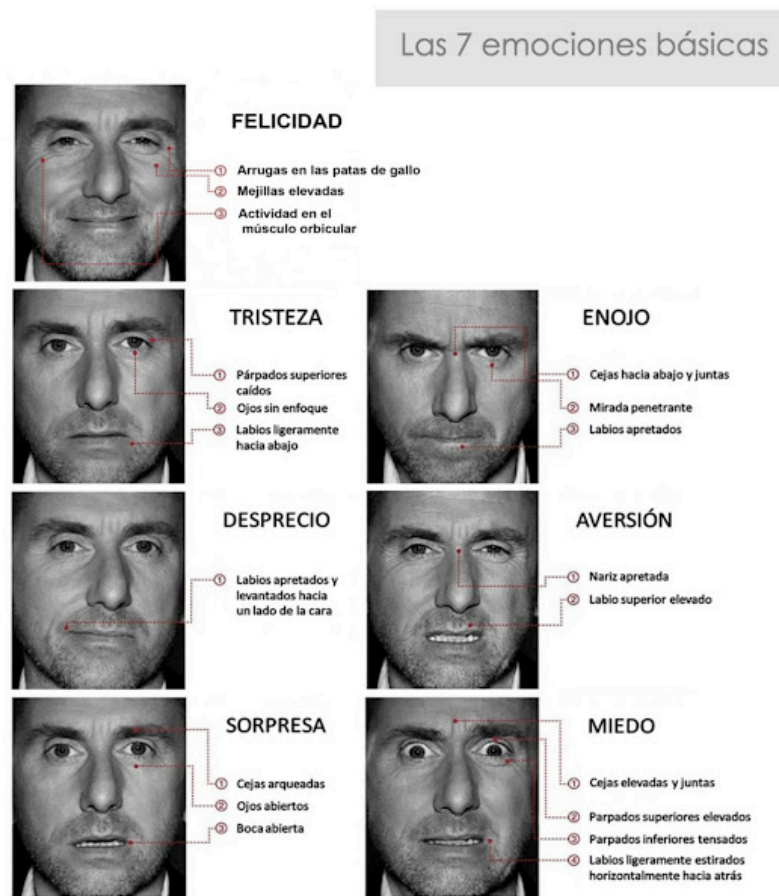 Las 7 emociones básicas
FELICIDAD
1 Arrugas en las patas de gallo
2 Mejillas elevadas
3 Actividad en el
músculo orbicular
TRISTEZA
1 Párpados superiores
caídos
2 Ojos sin enfoque
3 Labios ligeramente
hacia abajo
ENOJO
1 Cejas hacia abajo y juntas
2 Mirada penetrante
3 Labios apretados
DESPRECIO
1 Labios apretados y
levantados hacia
un lado de la cara
AVERSIÓN
1 Nariz apretada
2 Labio superior elevado
SORPRESA
1 Cejas arqueadas
2 Ojos abiertos
3 Boca abierta
MIEDO
1 Cejas elevadas y juntas
2 Parpados superiores elevados
3 Parpados inferiores tensados
4 Labios ligeramente estirados
horizontalmente hacia atrás